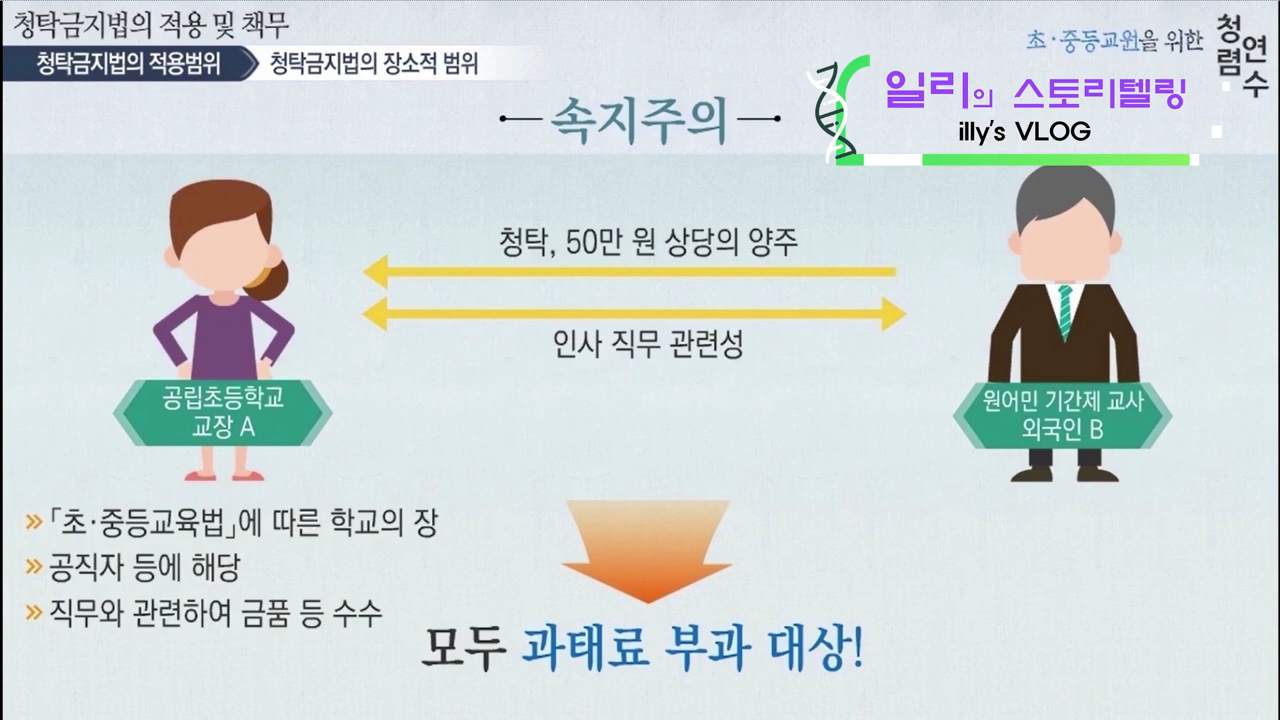 청탁금지법의 적용 및 책무
청탁금지법의 적용범위
청탁금지법의 장소적 범위
초·중등교원을 위한
청렴
연수
일리의 스토리텔링
illy's VLOG
속지주의
청탁, 50만 원 상당의 양주
인사 직무 관련성
공립초등학교
교장 A
원어민 기간제 교사
외국인 B
» 「초·중등교육법」에 따른 학교의 장
» 공직자 등에 해당
» 직무와 관련하여 금품 등 수수
모두 과태료 부과 대상!